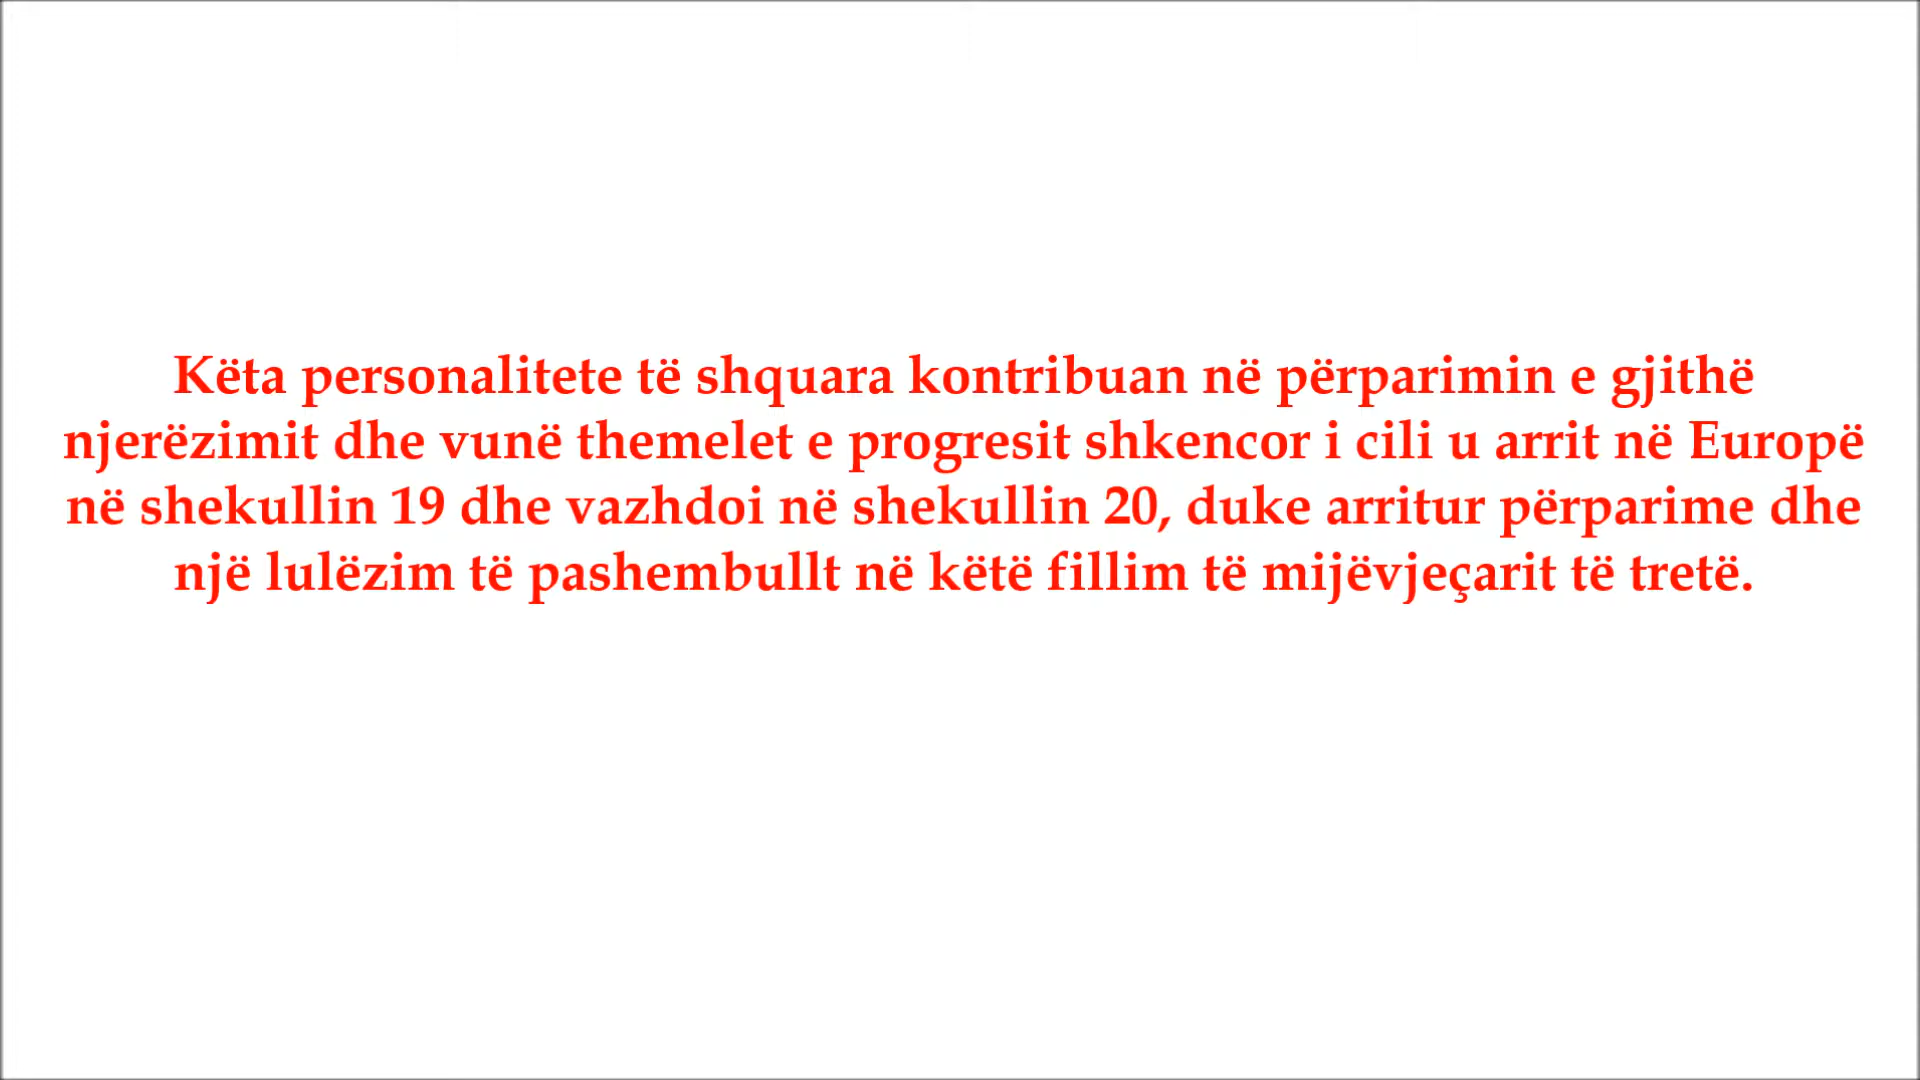 Këta personalitete të shquara kontribuan në përparimin e gjithë
njerëzimit dhe vunë themelet e progresit shkencor i cili u arrit në Europë
në shekullin 19 dhe vazhdoi në shekullin 20, duke arritur përparime dhe
një lulëzim të pashembullt në këtë fillim të mijëvjeçarit të tretë.